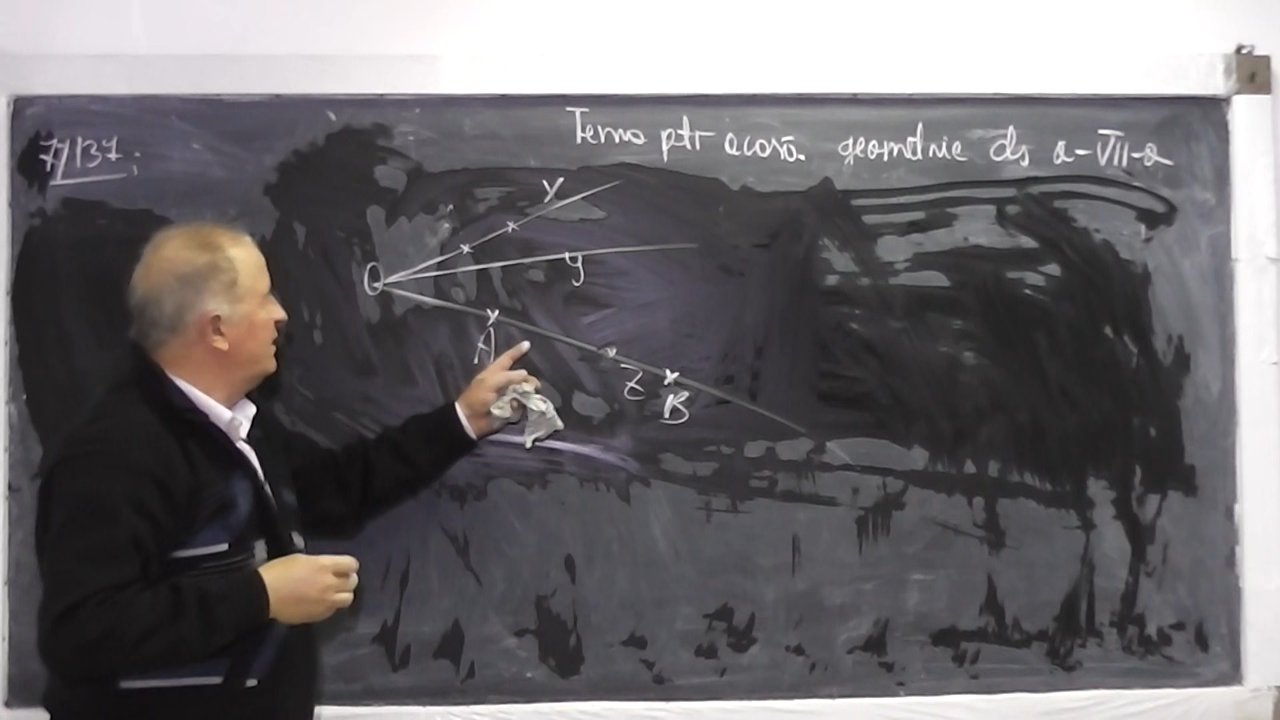 7/137.
Tema ptr acasă. geometrie cls a-VII-a
x
O
y
A
z
B